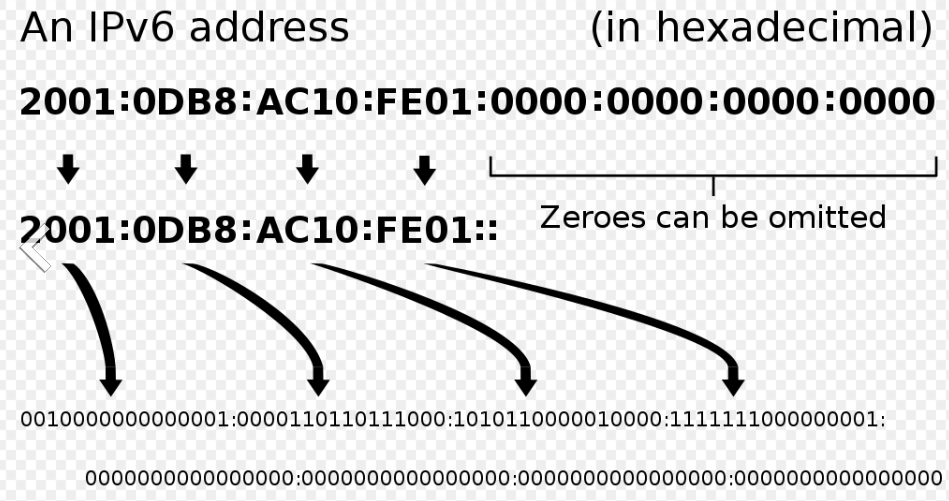 An IPv6 address (in hexadecimal)
2001:0DB8:AC10:FE01:0000:0000:0000:0000
Zeroes can be omitted
2001:0DB8:AC10:FE01::
0010000000000001:0000110110111000:1010110000010000:1111111000000001:
0000000000000000:0000000000000000:0000000000000000:0000000000000000